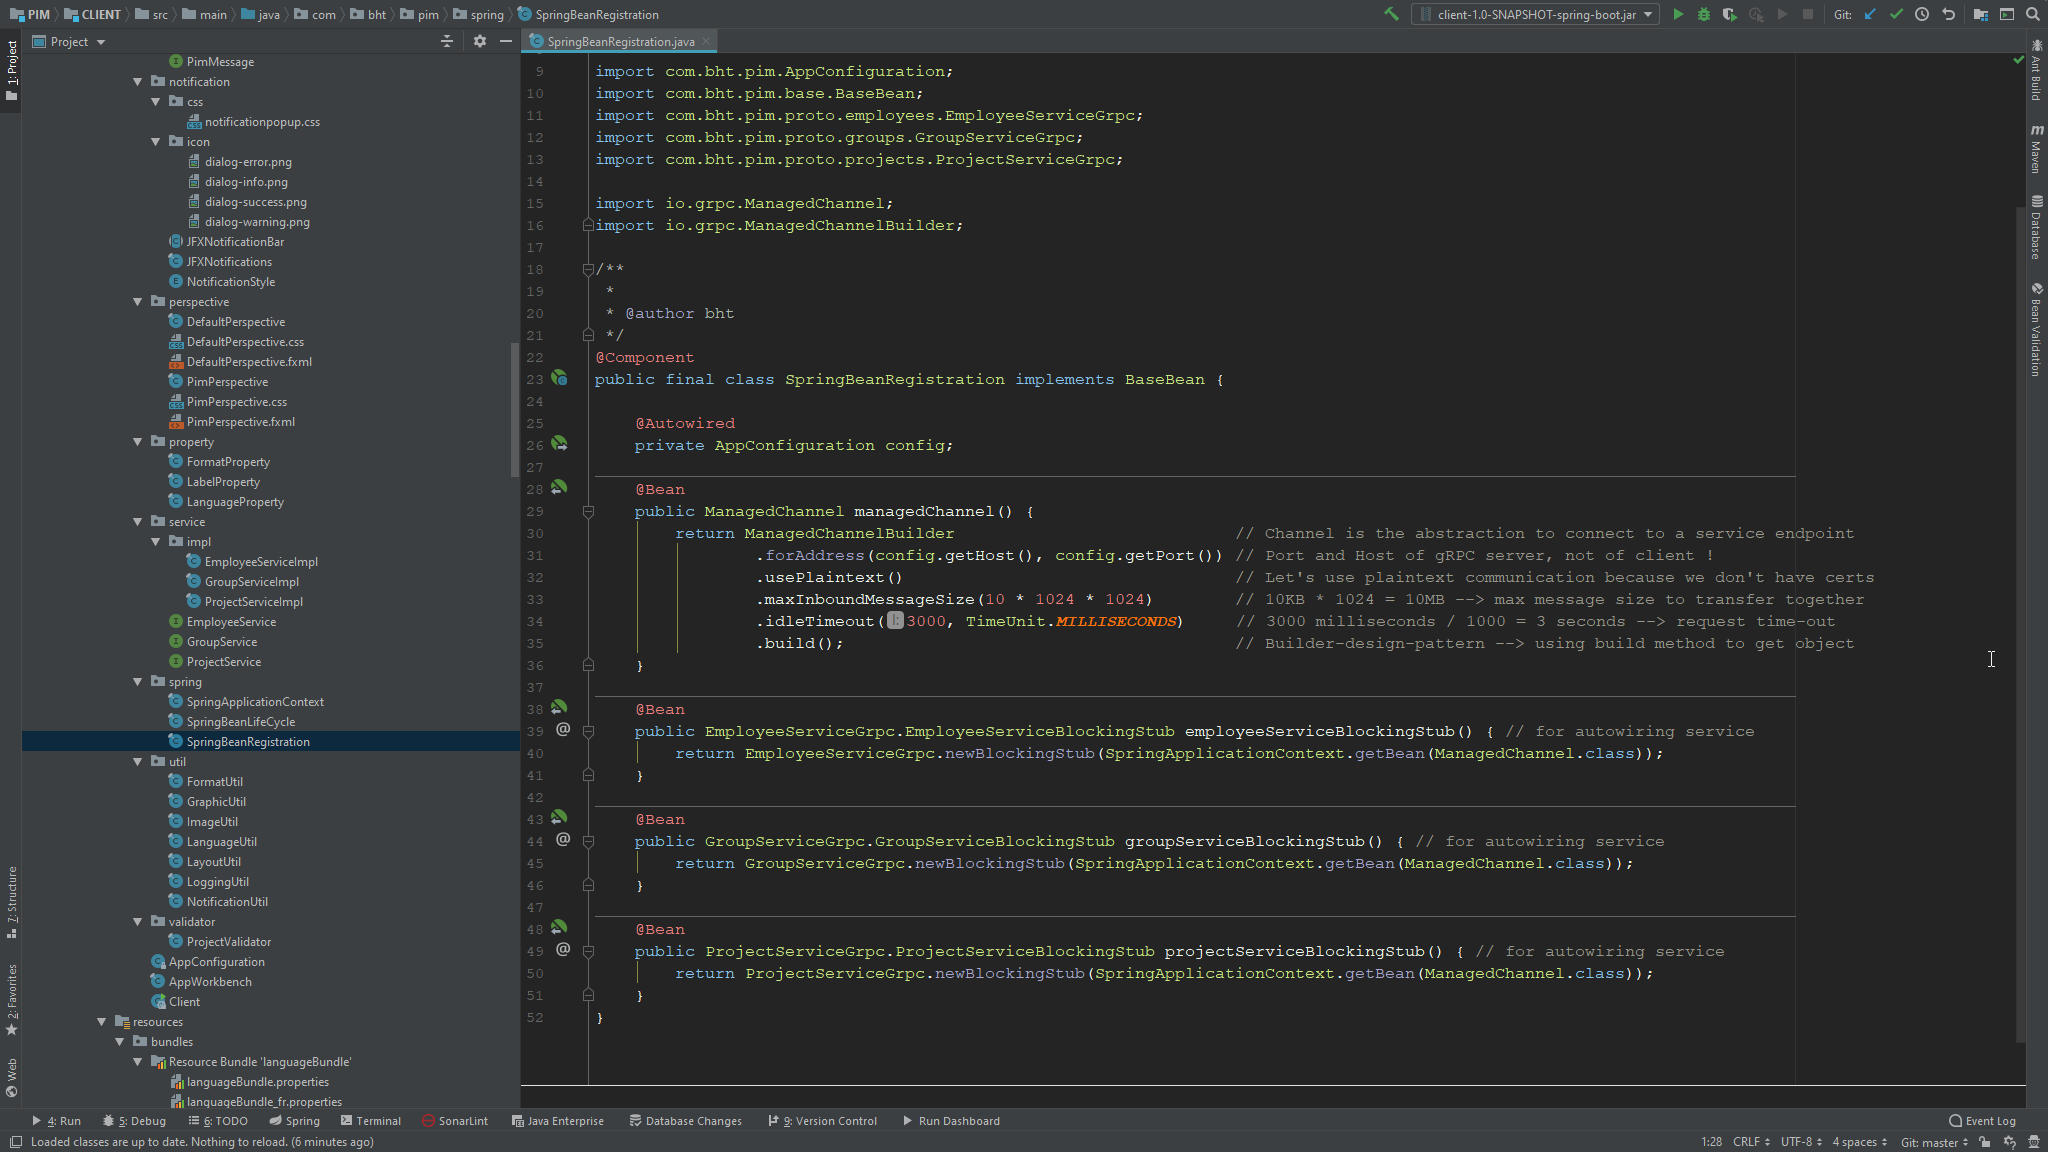 PIM CLIENT src main java com bht pim spring SpringBeanRegistration
client-1.0-SNAPSHOT-spring-boot.jar Git:
1: Project
Project
PimMessage
notification
css
notificationpopup.css
icon
dialog-error.png
dialog-info.png
dialog-success.png
dialog-warning.png
JFXNotificationBar
JFXNotifications
NotificationStyle
perspective
DefaultPerspective
DefaultPerspective.css
DefaultPerspective.fxml
PimPerspective
PimPerspective.css
PimPerspective.fxml
property
FormatProperty
LabelProperty
LanguageProperty
service
impl
EmployeeServiceImpl
GroupServiceImpl
ProjectServiceImpl
EmployeeService
GroupService
ProjectService
spring
SpringApplicationContext
SpringBeanLifeCycle
SpringBeanRegistration
util
FormatUtil
GraphicUtil
ImageUtil
LanguageUtil
LayoutUtil
LoggingUtil
NotificationUtil
validator
ProjectValidator
AppConfiguration
AppWorkbench
Client
resources
bundles
Resource Bundle 'languageBundle'
languageBundle.properties
languageBundle_fr.properties
7: Structure
2: Favorites
Web
SpringBeanRegistration.java
9 import com.bht.pim.AppConfiguration;
10 import com.bht.pim.base.BaseBean;
11 import com.bht.pim.proto.employees.EmployeeServiceGrpc;
12 import com.bht.pim.proto.groups.GroupServiceGrpc;
13 import com.bht.pim.proto.projects.ProjectServiceGrpc;
14
15 import io.grpc.ManagedChannel;
16 import io.grpc.ManagedChannelBuilder;
17
18 /**
19 *
20 * @author bht
21 */
22 @Component
23 public final class SpringBeanRegistration implements BaseBean {
24
25 @Autowired
26 private AppConfiguration config;
27
28 @Bean
29 public ManagedChannel managedChannel() {
30 return ManagedChannelBuilder // Channel is the abstraction to connect to a service endpoint
31 .forAddress(config.getHost(), config.getPort()) // Port and Host of gRPC server, not of client !
32 .usePlaintext() // Let's use plaintext communication because we don't have certs
33 .maxInboundMessageSize(10 * 1024 * 1024) // 10KB * 1024 = 10MB --> max message size to transfer together
34 .idleTimeout( l: 3000, TimeUnit.MILLISECONDS) // 3000 milliseconds / 1000 = 3 seconds --> request time-out
35 .build(); // Builder-design-pattern --> using build method to get object
36 }
37
38 @Bean
39 public EmployeeServiceGrpc.EmployeeServiceBlockingStub employeeServiceBlockingStub() { // for autowiring service
40 return EmployeeServiceGrpc.newBlockingStub(SpringApplicationContext.getBean(ManagedChannel.class));
41 }
42
43 @Bean
44 public GroupServiceGrpc.GroupServiceBlockingStub groupServiceBlockingStub() { // for autowiring service
45 return GroupServiceGrpc.newBlockingStub(SpringApplicationContext.getBean(ManagedChannel.class));
46 }
47
48 @Bean
49 public ProjectServiceGrpc.ProjectServiceBlockingStub projectServiceBlockingStub() { // for autowiring service
50 return ProjectServiceGrpc.newBlockingStub(SpringApplicationContext.getBean(ManagedChannel.class));
51 }
52 }
Ant Build
Maven
Database
Bean Validation
4: Run 5: Debug 6: TODO Spring Terminal SonarLint Java Enterprise Database Changes 9: Version Control Run Dashboard Event Log
Loaded classes are up to date. Nothing to reload. (6 minutes ago) 1:28 CRLF UTF-8 4 spaces Git: master